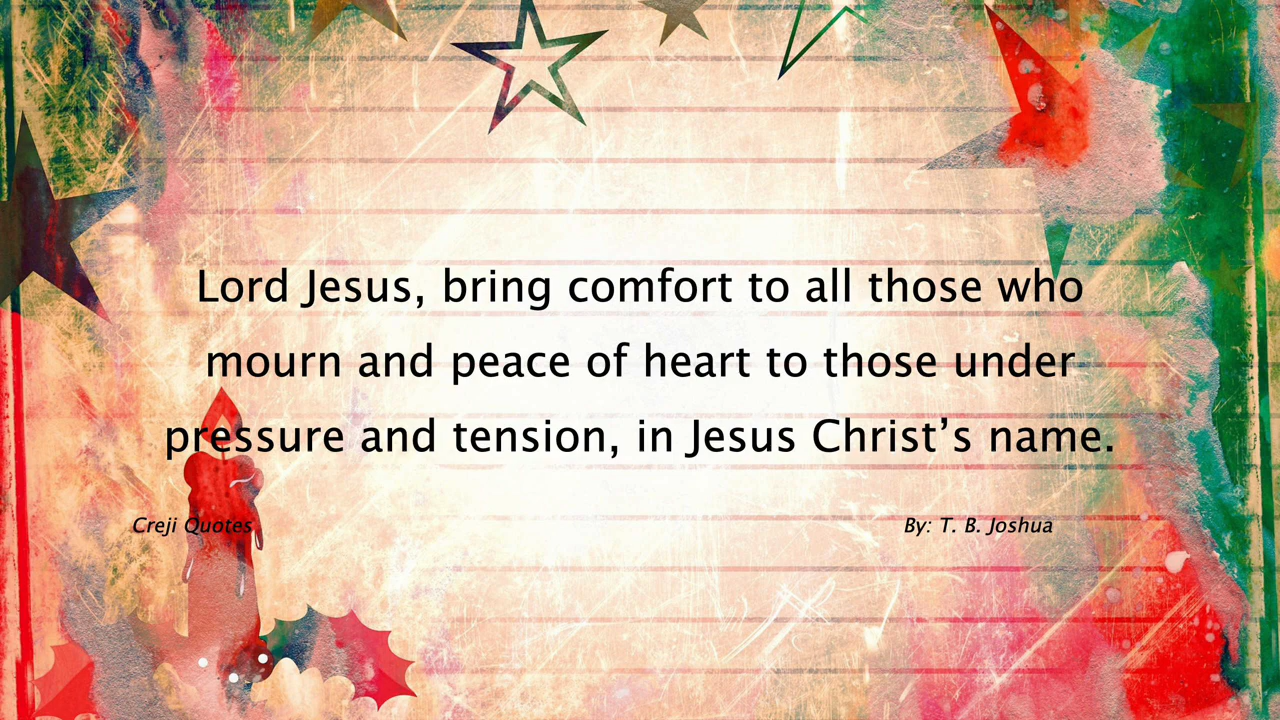 Lord Jesus, bring comfort to all those who
mourn and peace of heart to those under
pressure and tension, in Jesus Christ’s name.
Creji Quotes
By: T. B. Joshua